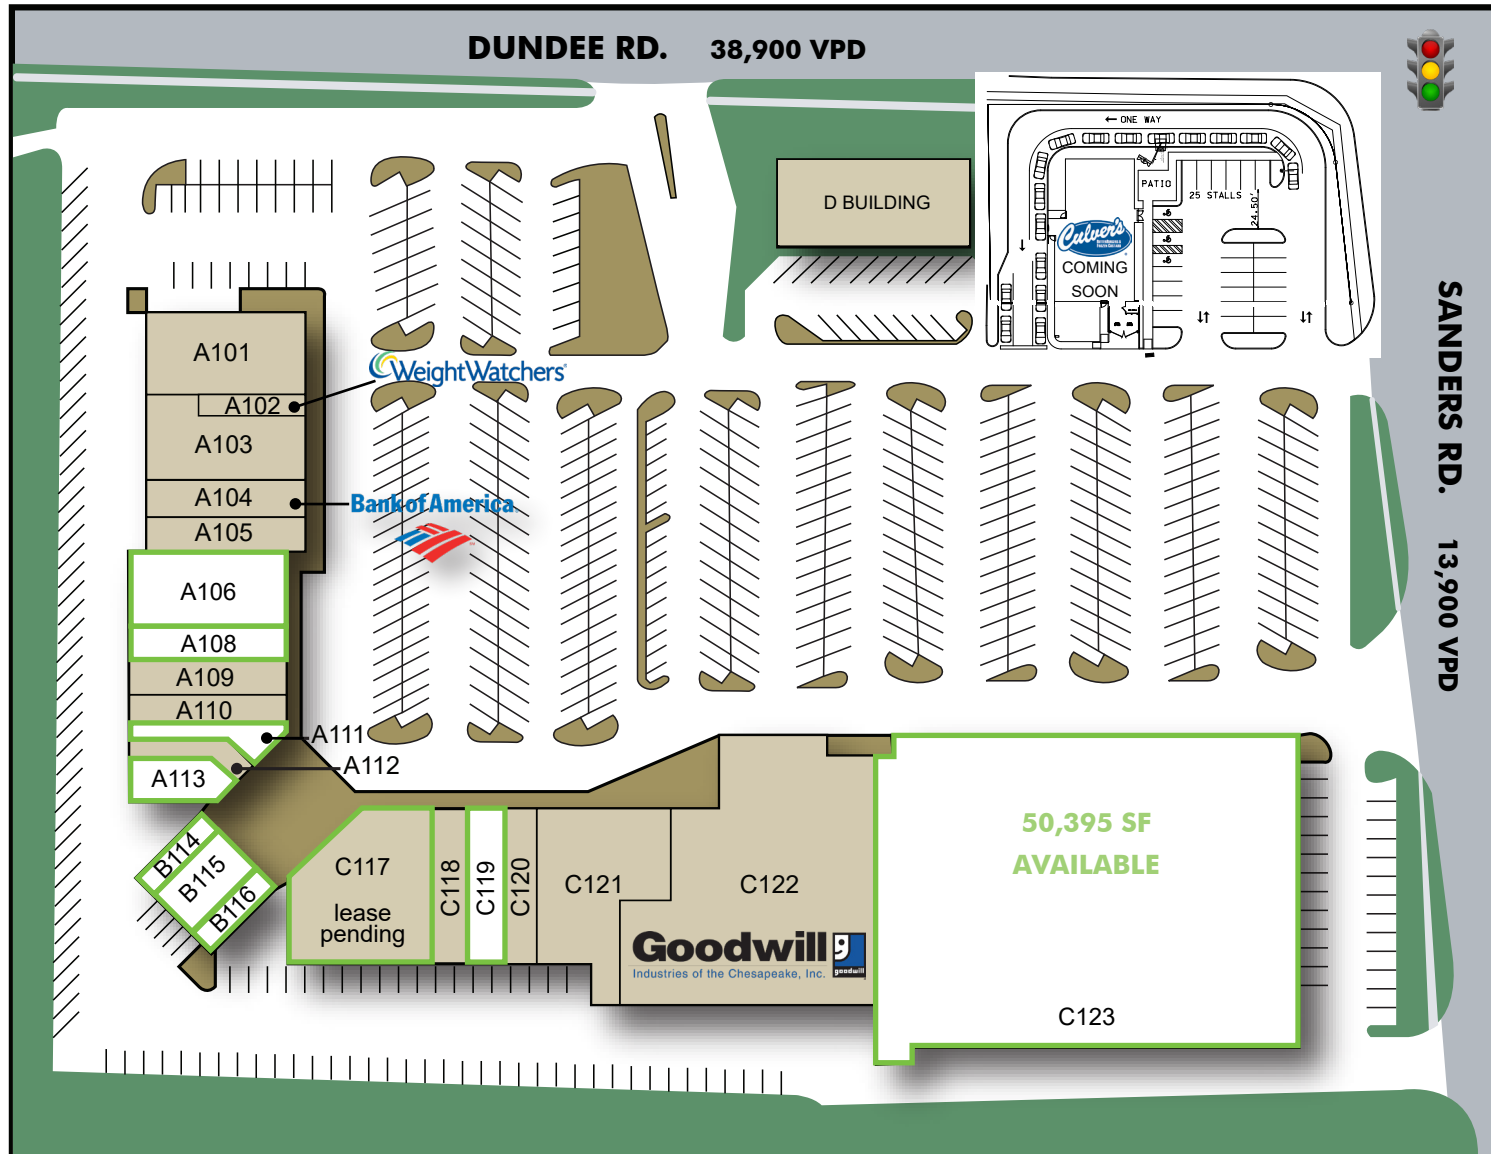 DUNDEE RD. 38,900 VPD
← ONE WAY
PATIO
25 STALLS
24.50'
D BUILDING
Culver's
COMING
SOON
SANDERS RD. 13,900 VPD
A101
WeightWatchers
A102
A103
A104
Bank of America
A105
A106
A108
A109
A110
A111
A112
A113
B114
B115
B116
C117
lease
pending
C118
C119
C120
C121
C122
Goodwill
Industries of the Chesapeake, Inc.
goodwill
50,395 SF
AVAILABLE
C123